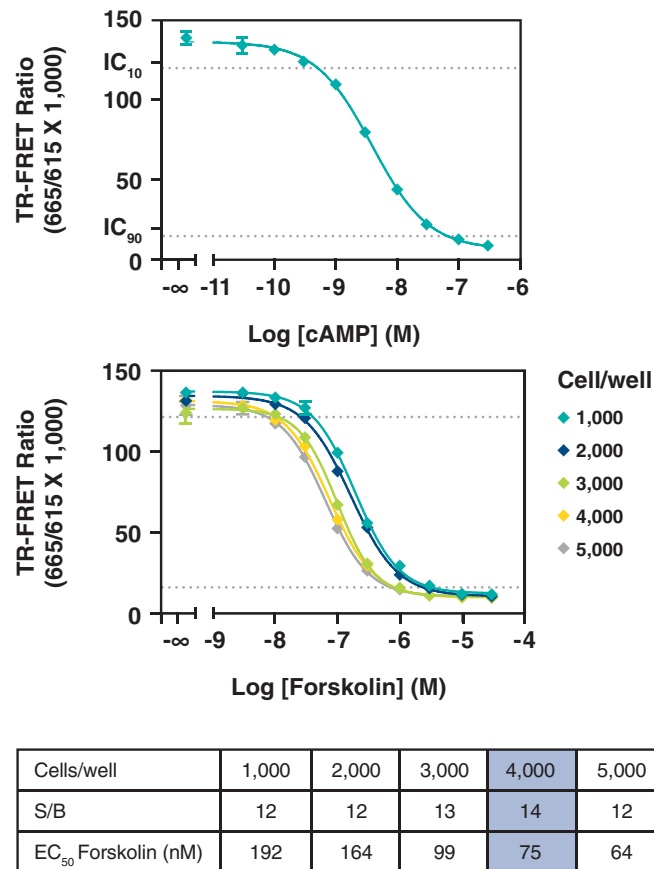 TR-FRET Ratio
(665/615 X 1,000)
150
IC10
100
50
IC90
0
-∞ -11 -10 -9 -8 -7 -6
Log [cAMP] (M)
TR-FRET Ratio
(665/615 X 1,000)
150
100
50
0
-∞ -9 -8 -7 -6 -5 -4
Log [Forskolin] (M)
Cell/well
1,000
2,000
3,000
4,000
5,000
Cells/well 1,000 2,000 3,000 4,000 5,000
S/B 12 12 13 14 12
EC50 Forskolin (nM) 192 164 99 75 64